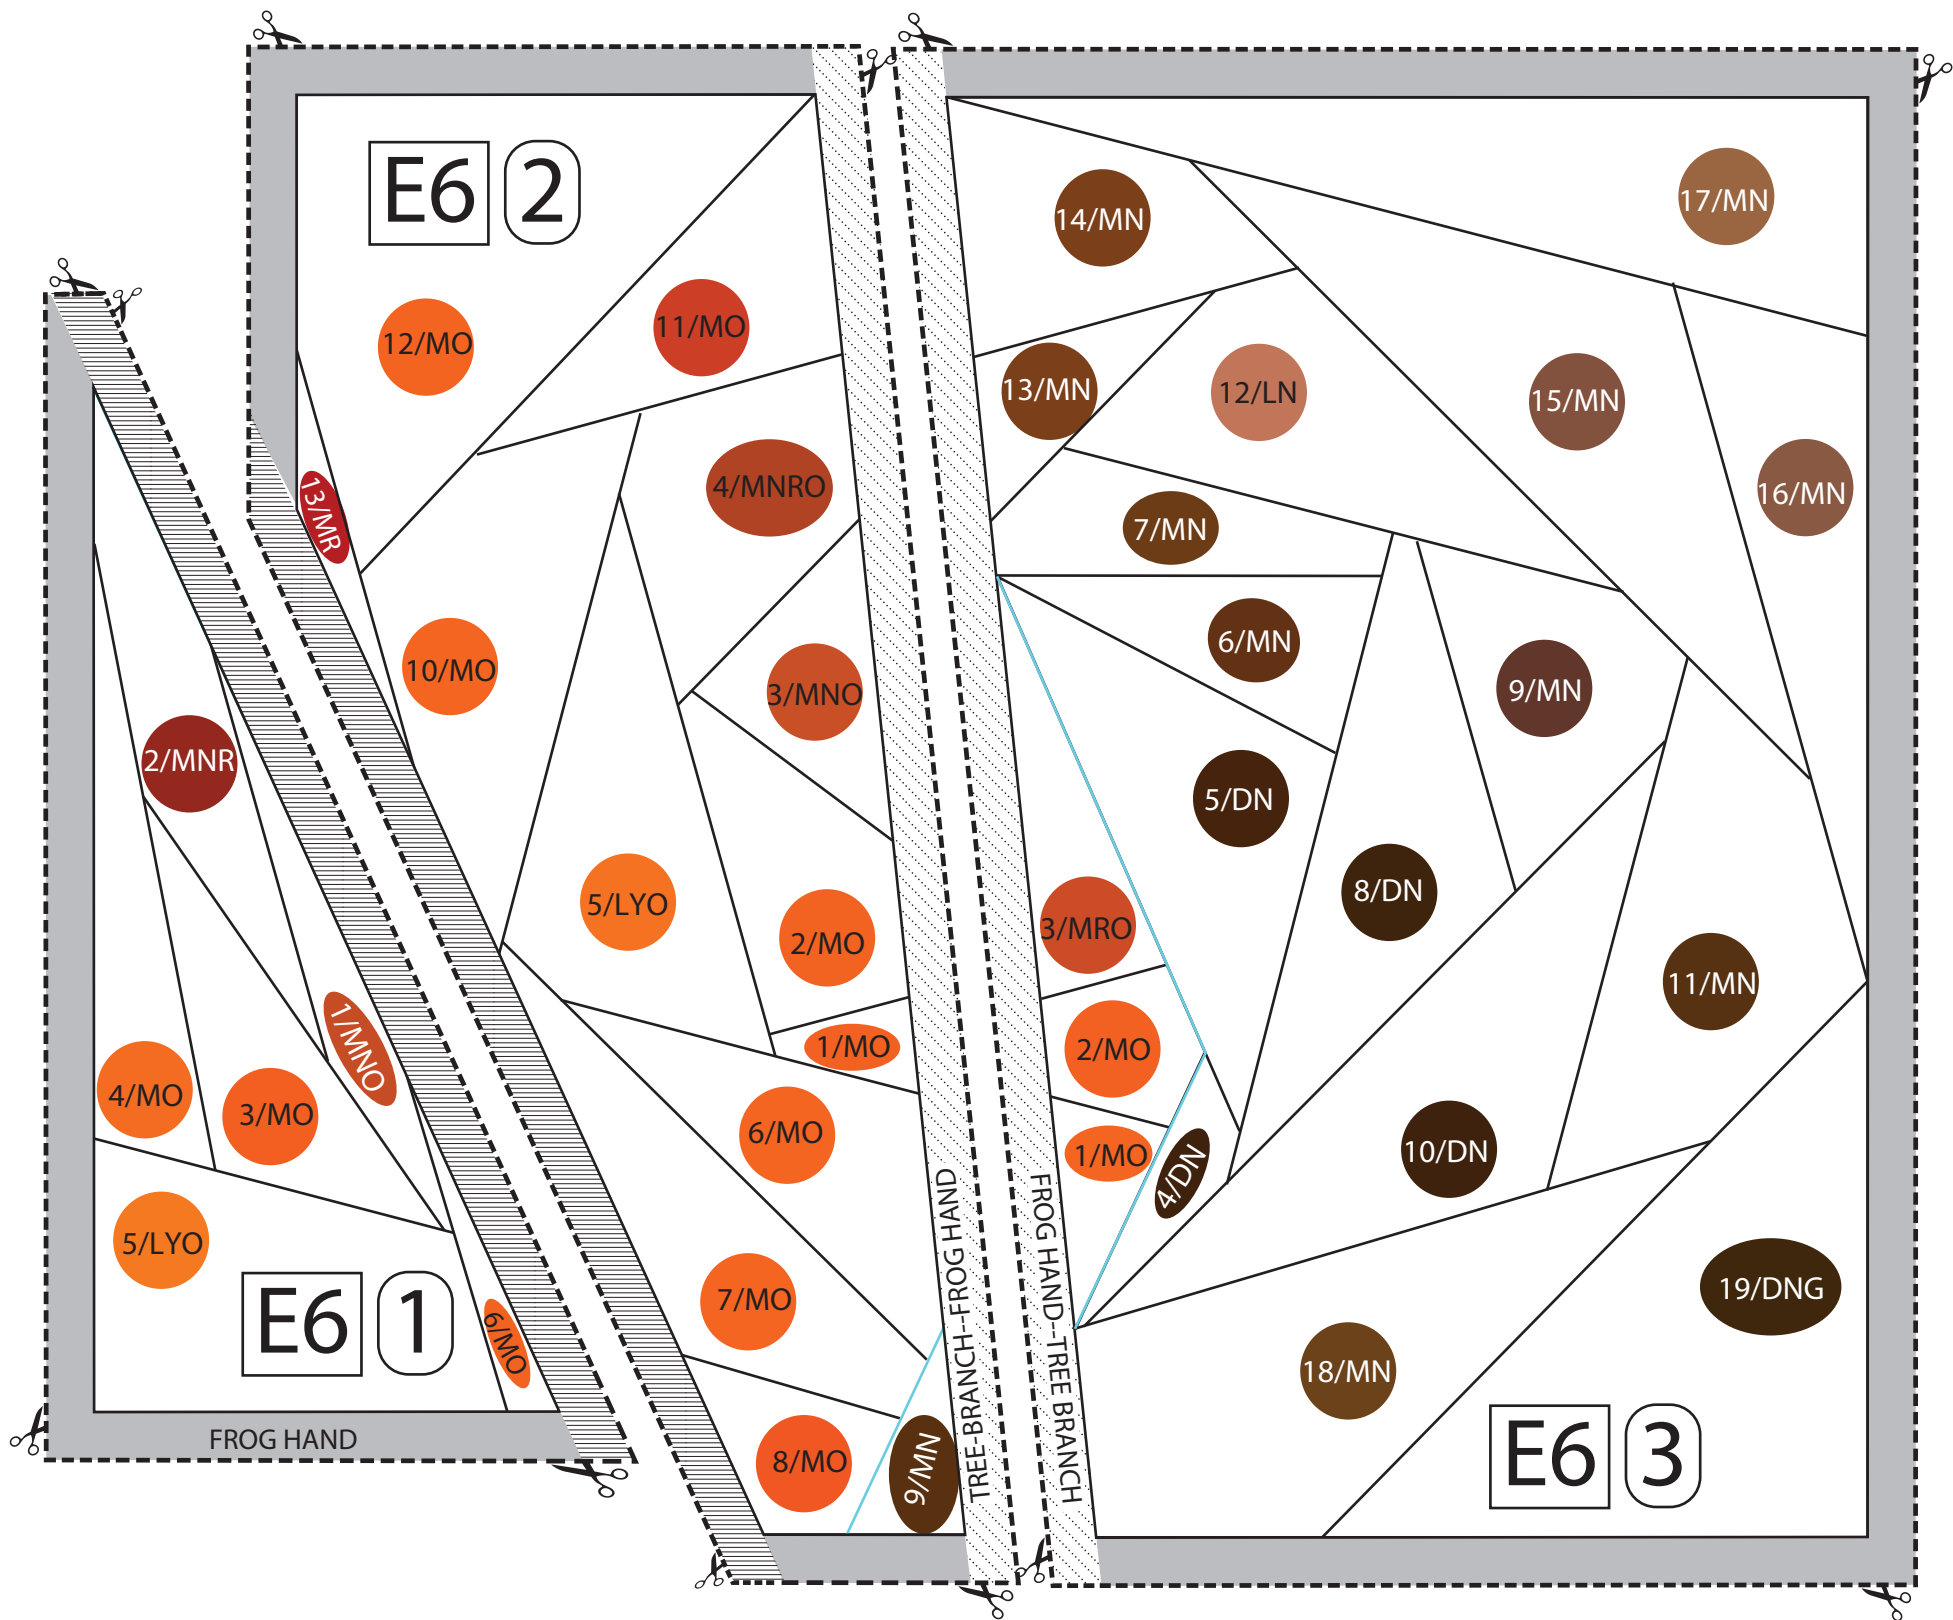 E6 1
2/MNR
1/MNO
4/MO
3/MO
5/LYO
6/MO
FROG HAND
E6 2
12/MO
11/MO
13/MR
4/MNRO
10/MO
3/MNO
5/LYO
2/MO
1/MO
6/MO
7/MO
8/MO
9/MN
TREE-BRANCH--FROG HAND
FROG HAND--TREE BRANCH
14/MN
17/MN
13/MN
12/LN
15/MN
16/MN
7/MN
6/MN
9/MN
5/DN
8/DN
3/MRO
11/MN
2/MO
1/MO
4/DN
10/DN
19/DNG
18/MN
E6 3